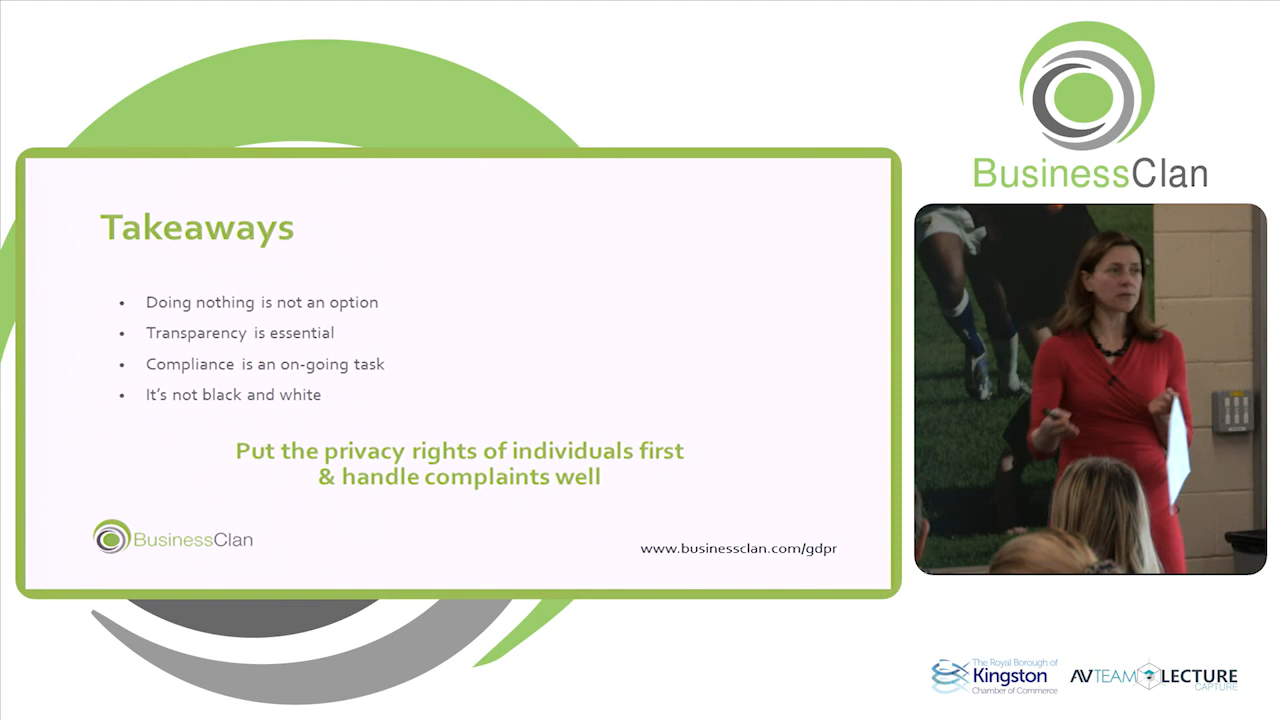 Takeaways
• Doing nothing is not an option
• Transparency is essential
• Compliance is an on-going task
• It's not black and white
Put the privacy rights of individuals first
& handle complaints well
BusinessClan
www.businessclan.com/gdpr
BusinessClan
The Royal Borough of
Kingston
Chamber of Commerce
AVTEAM LECTURE
CAPTURE